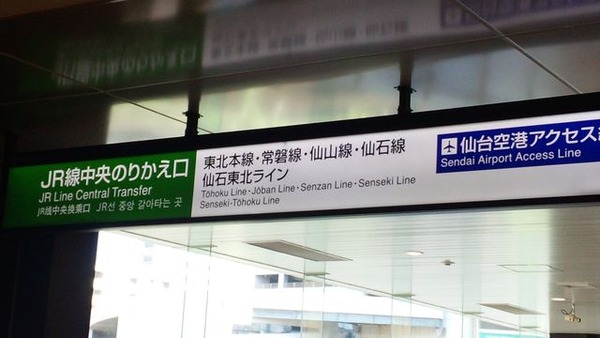 JR線中央のりかえ口
JR Line Central Transfer
JR线中央换乘口 JR선 중앙 갈아타는 곳
東北本線・常磐線・仙山線・仙石線
仙石東北ライン
Tōhoku Line・Jōban Line・Senzan Line・Senseki Line
Senseki-Tōhoku Line
仙台空港アクセス線
Sendai Airport Access Line